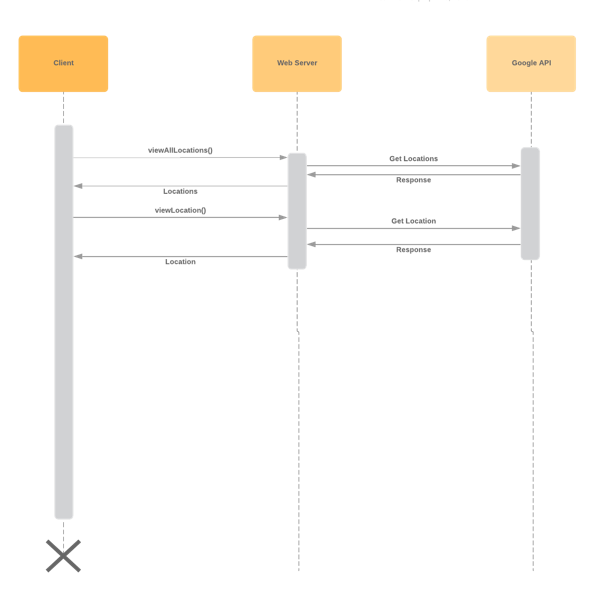 Client
Web Server
Google API
viewAllLocations()
Get Locations
Response
Locations
viewLocation()
Get Location
Response
Location